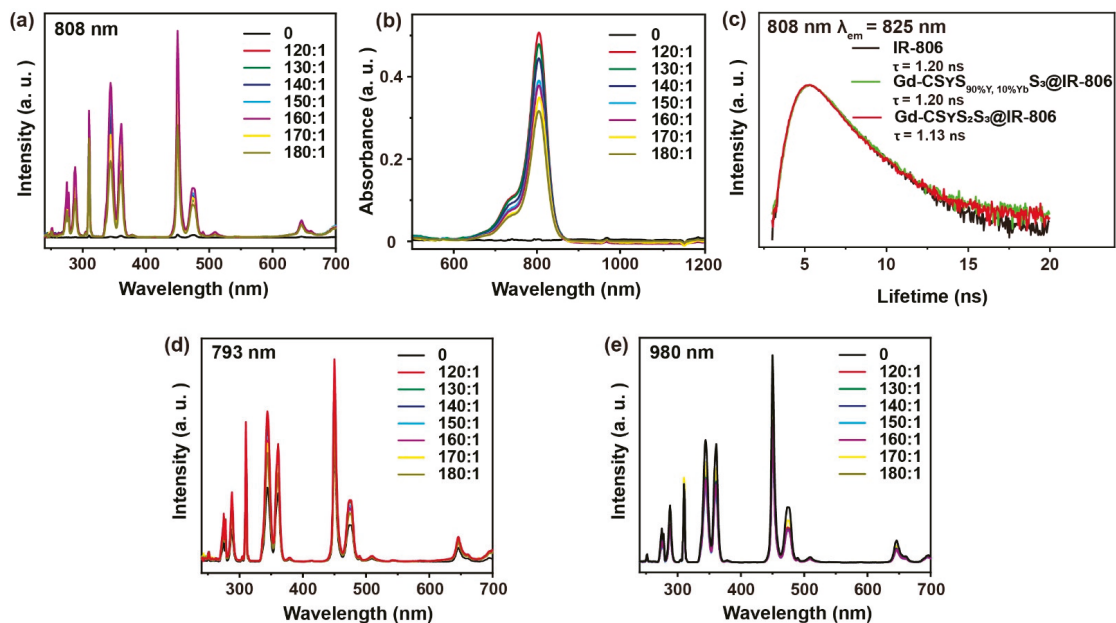 (a)
808 nm
0
120:1
130:1
140:1
150:1
160:1
170:1
180:1
Intensity (a. u.)
300 400 500 600 700
Wavelength (nm)
(b)
0
120:1
130:1
140:1
150:1
160:1
170:1
180:1
Absorbance
0.4
0.2
0
600 800 1000 1200
Wavelength (nm)
(c)
808 nm λem = 825 nm
IR-806
τ = 1.20 ns
Gd-CSYS90%Y, 10%YbS3@IR-806
τ = 1.20 ns
Gd-CSYS2S3@IR-806
τ = 1.13 ns
Intensity (a. u.)
5 10 15 20
Lifetime (ns)
(d)
793 nm
0
120:1
130:1
140:1
150:1
160:1
170:1
180:1
Intensity (a. u.)
300 400 500 600 700
Wavelength (nm)
(e)
980 nm
0
120:1
130:1
140:1
150:1
160:1
170:1
180:1
Intensity (a. u.)
300 400 500 600 700
Wavelength (nm)